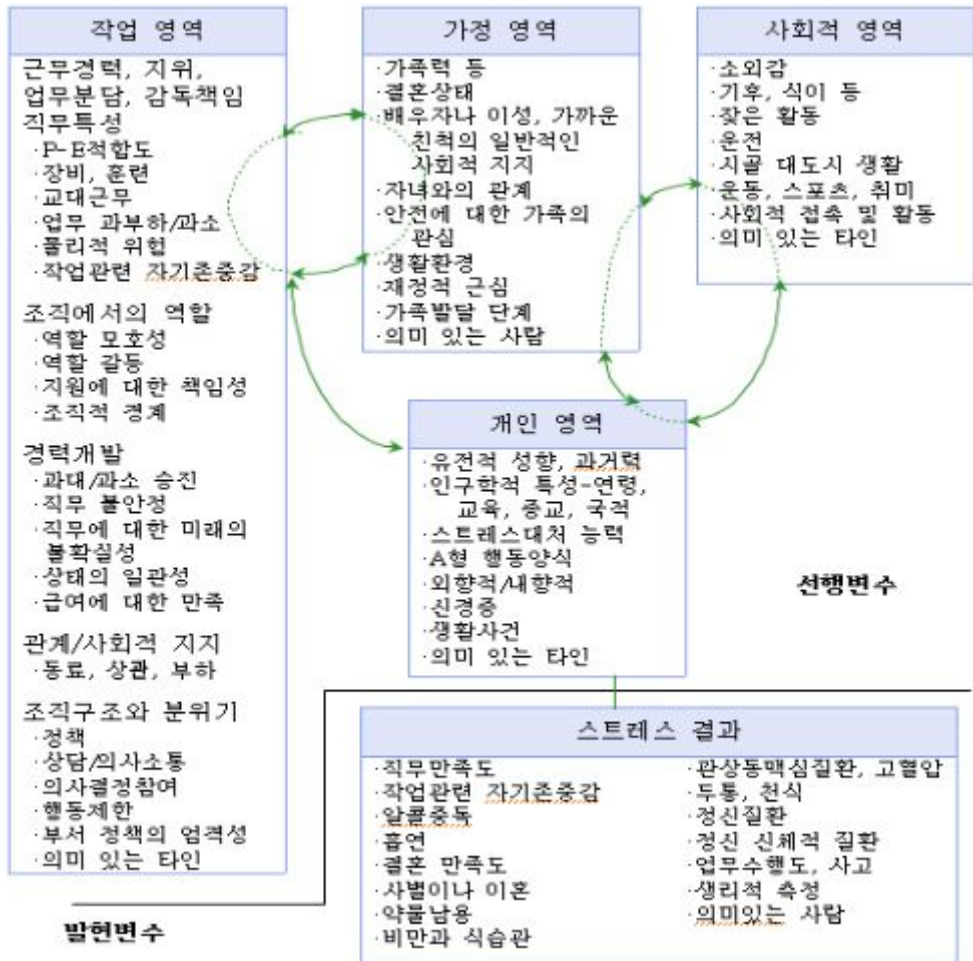 작업 영역
근무경력, 지위,
업무분담, 감독책임
직무특성
·P-E적합도
·장비, 훈련
·교대근무
·업무 과부하/과소
·물리적 위험
·작업관련 자기존중감
조직에서의 역할
·역할 모호성
·역할 갈등
·지원에 대한 책임성
·조직적 경계
경력개발
·과대/과소 승진
·직무 불안정
·직무에 대한 미래의
불확실성
·상태의 일관성
·급여에 대한 만족
관계/사회적 지지
·동료, 상관, 부하
조직구조와 분위기
·정책
·상담/의사소통
·의사결정참여
·행동제한
·부서 정책의 엄격성
·의미 있는 타인
가정 영역
·가족력 등
·결혼상태
·배우자나 이성, 가까운
친척의 일반적인
사회적 지지
·자녀와의 관계
·안전에 대한 가족의
관심
·생활환경
·재정적 근심
·가족발달 단계
·의미 있는 사람
사회적 영역
·소외감
·기후, 식이 등
·잦은 활동
·운전
·시골 대도시 생활
·운동, 스포츠, 취미
·사회적 접촉 및 활동
·의미 있는 타인
개인 영역
·유전적 성향, 과거력
·인구학적 특성-연령,
교육, 종교, 국적
·스트레스대처 능력
·A형 행동양식
·외향적/내향적
·신경증
·생활사건
·의미 있는 타인
선행변수
스트레스 결과
·직무만족도
·작업관련 자기존중감
·알콜중독
·흡연
·결혼 만족도
·사별이나 이혼
·약물남용
·비만과 식습관
·관상동맥심질환, 고혈압
·두통, 천식
·정신질환
·정신 신체적 질환
·업무수행도, 사고
·생리적 측정
·의미있는 사람
발현변수